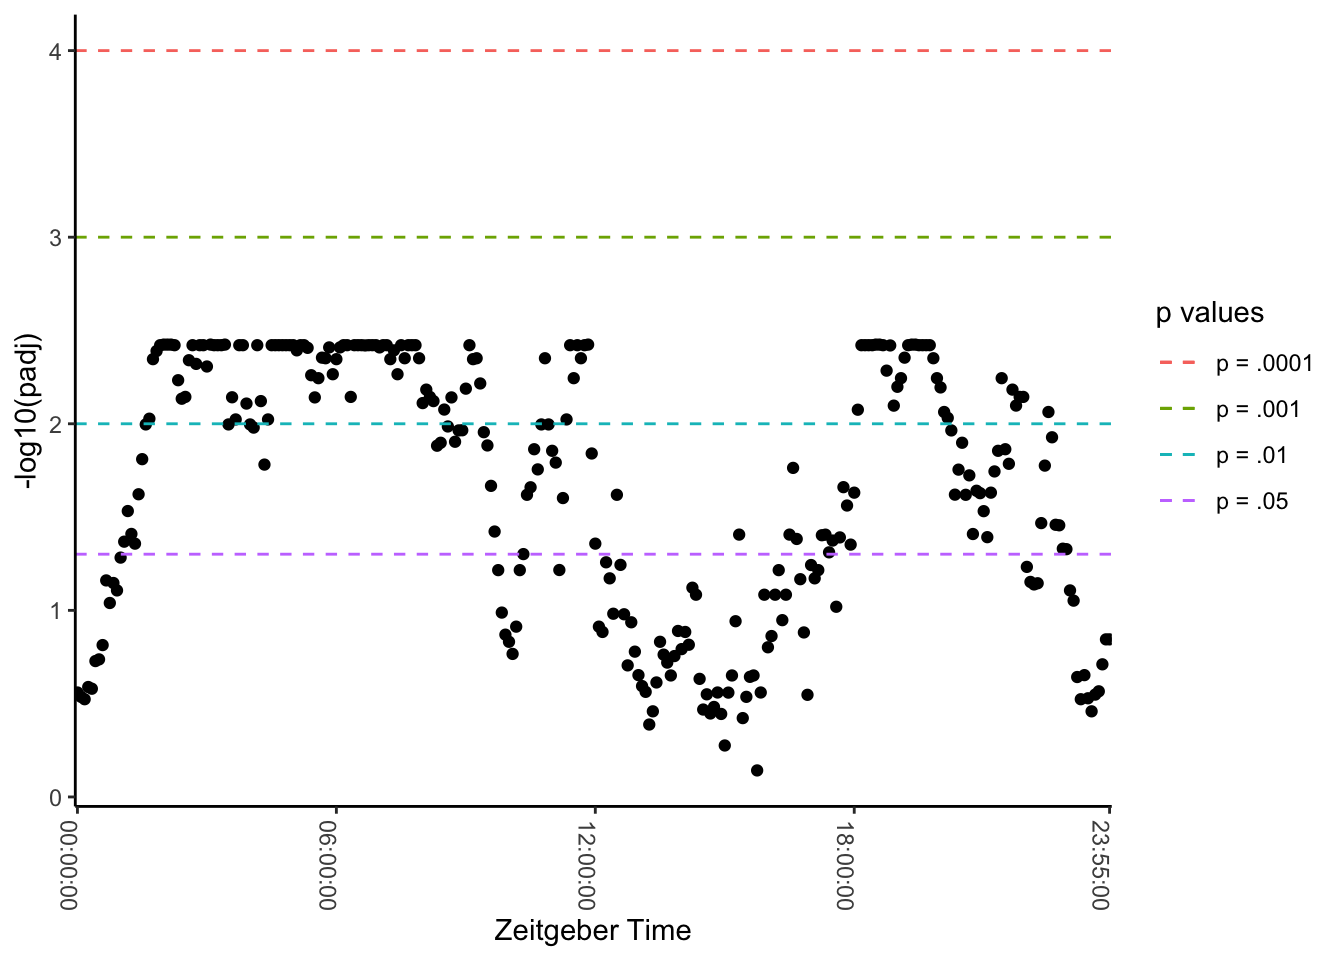 -log10(padj)
4
3
2
1
0
00:00:00
06:00:00
12:00:00
18:00:00
23:55:00
Zeitgeber Time
p values
p = .0001
p = .001
p = .01
p = .05